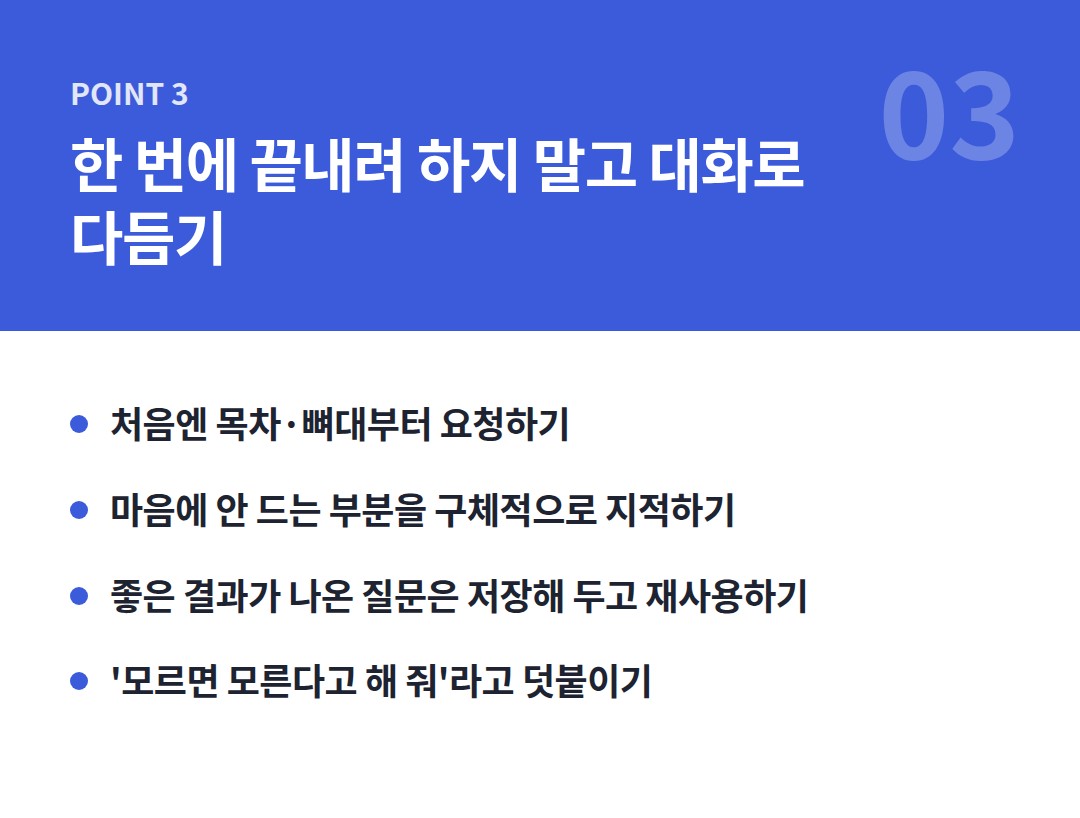 POINT 3
03
한 번에 끝내려 하지 말고 대화로
다듬기
처음엔 목차·뼈대부터 요청하기
마음에 안 드는 부분을 구체적으로 지적하기
좋은 결과가 나온 질문은 저장해 두고 재사용하기
'모르면 모른다고 해 줘'라고 덧붙이기